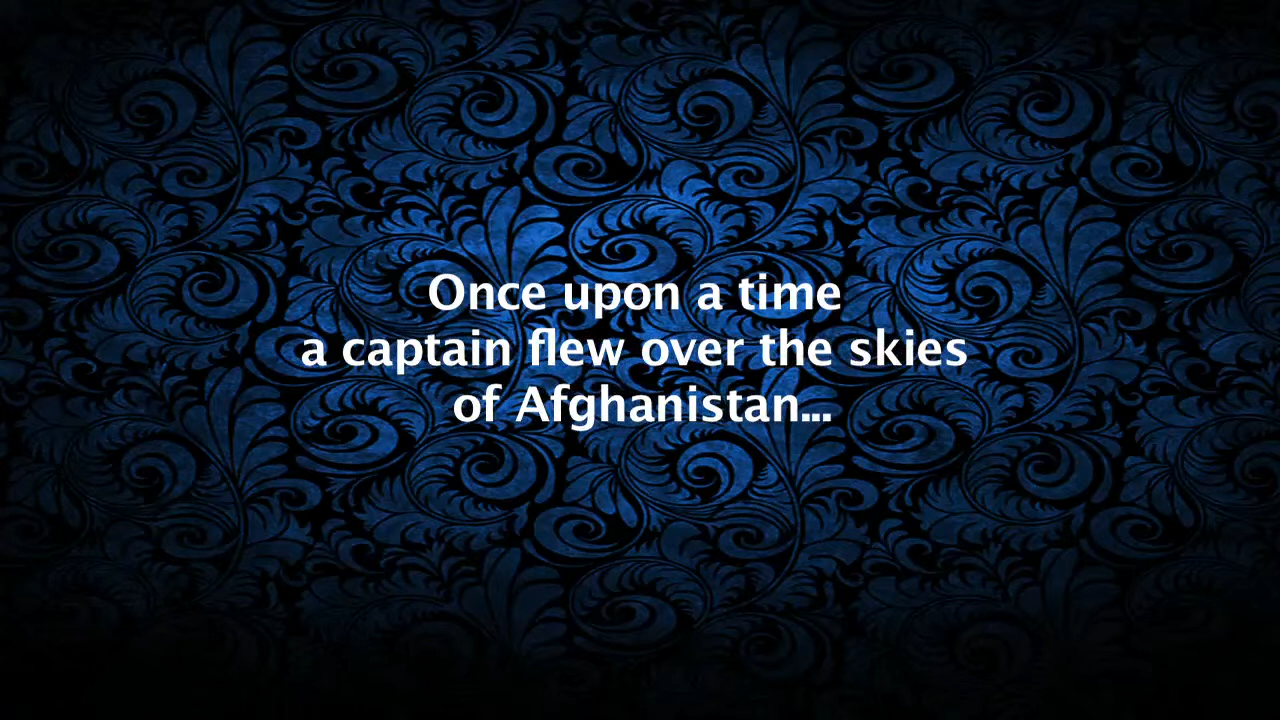 Once upon a time
a captain flew over the skies
of Afghanistan...